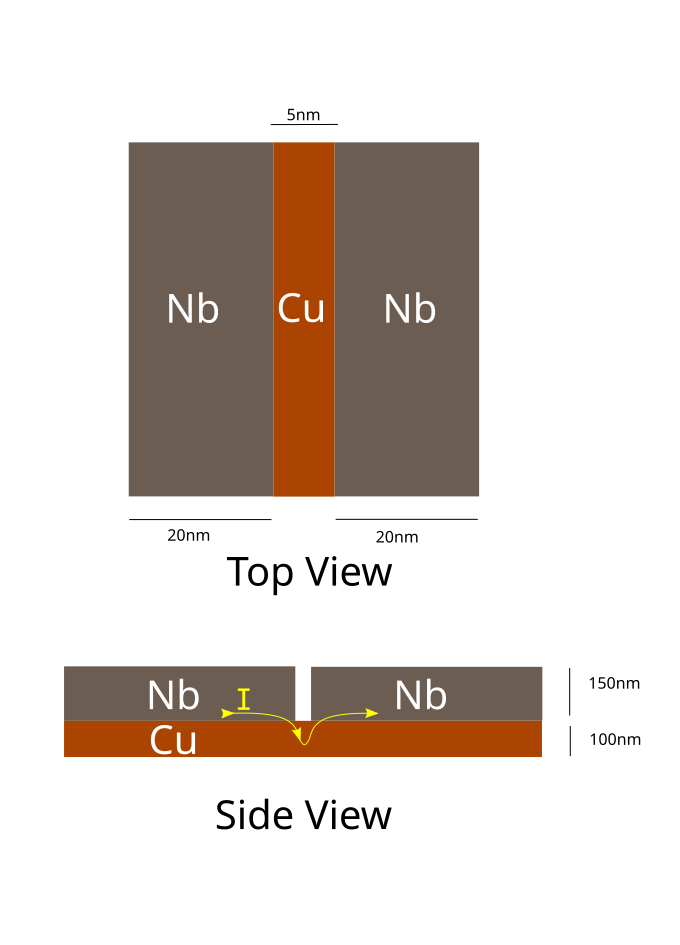 5nm
Nb Cu Nb
20nm 20nm
Top View
Nb I Nb 150nm
Cu 100nm
Side View